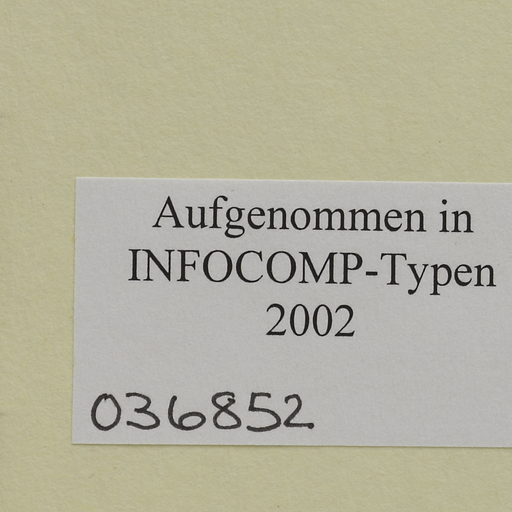 Aufgenommen in
INFOCOMP-Typen
2002
036852